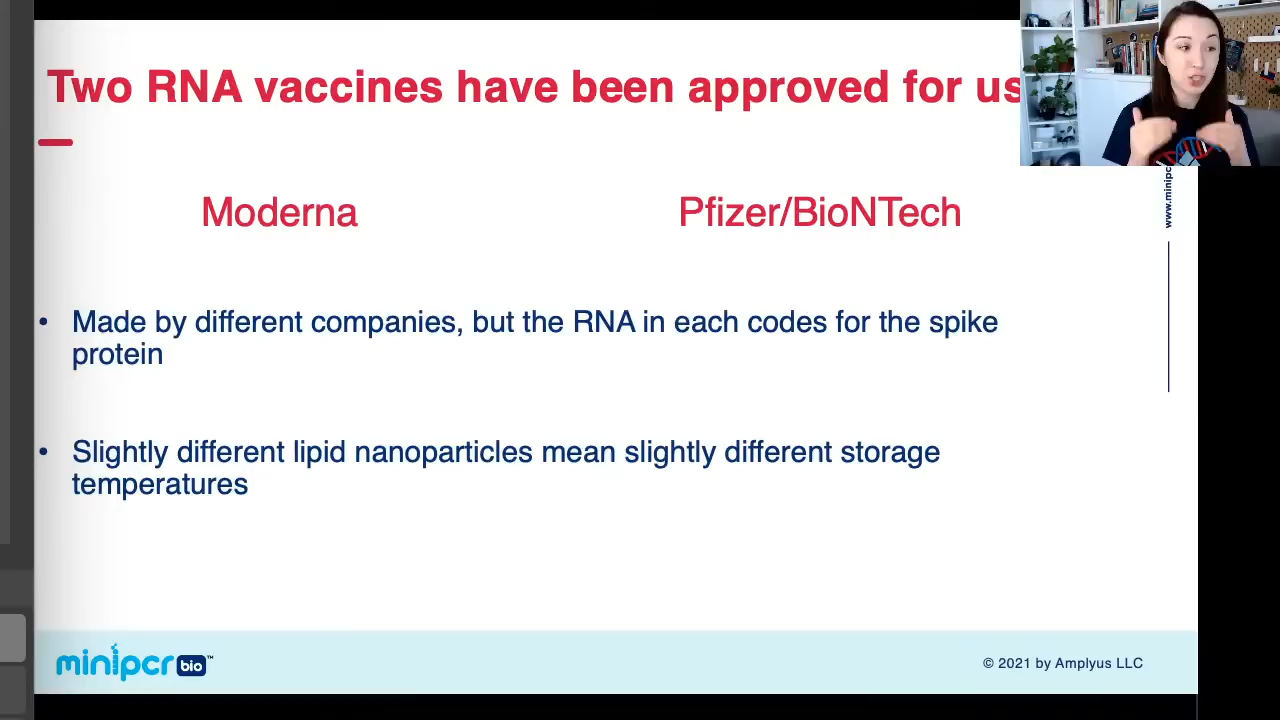 Two RNA vaccines have been approved for us
Moderna
Pfizer/BioNTech
www.minipc
• Made by different companies, but the RNA in each codes for the spike
protein
• Slightly different lipid nanoparticles mean slightly different storage
temperatures
minipcr bio™
© 2021 by Amplyus LLC